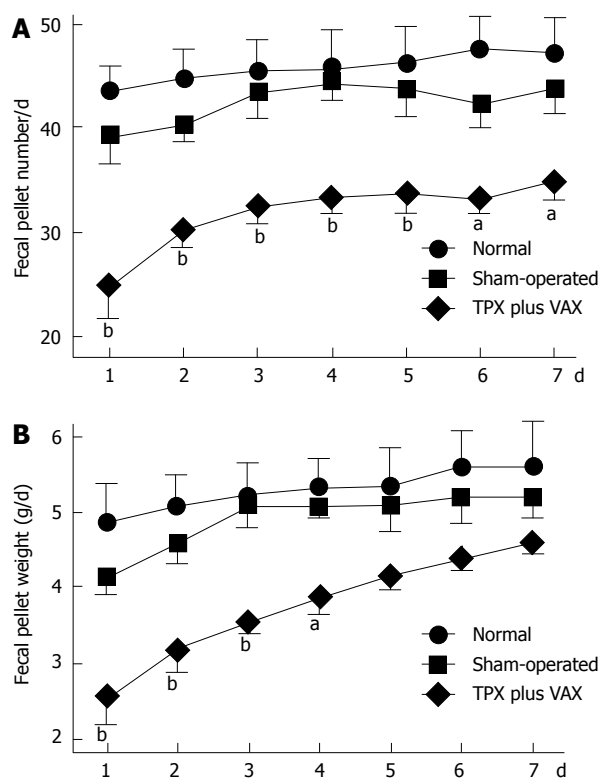 A
50
40
30
20
Fecal pellet number/d
b
b
b
b
b
a
a
Normal
Sham-operated
TPX plus VAX
1 2 3 4 5 6 7 d
B
6
5
4
3
2
Fecal pellet weight (g/d)
b
b
b
a
Normal
Sham-operated
TPX plus VAX
1 2 3 4 5 6 7 d